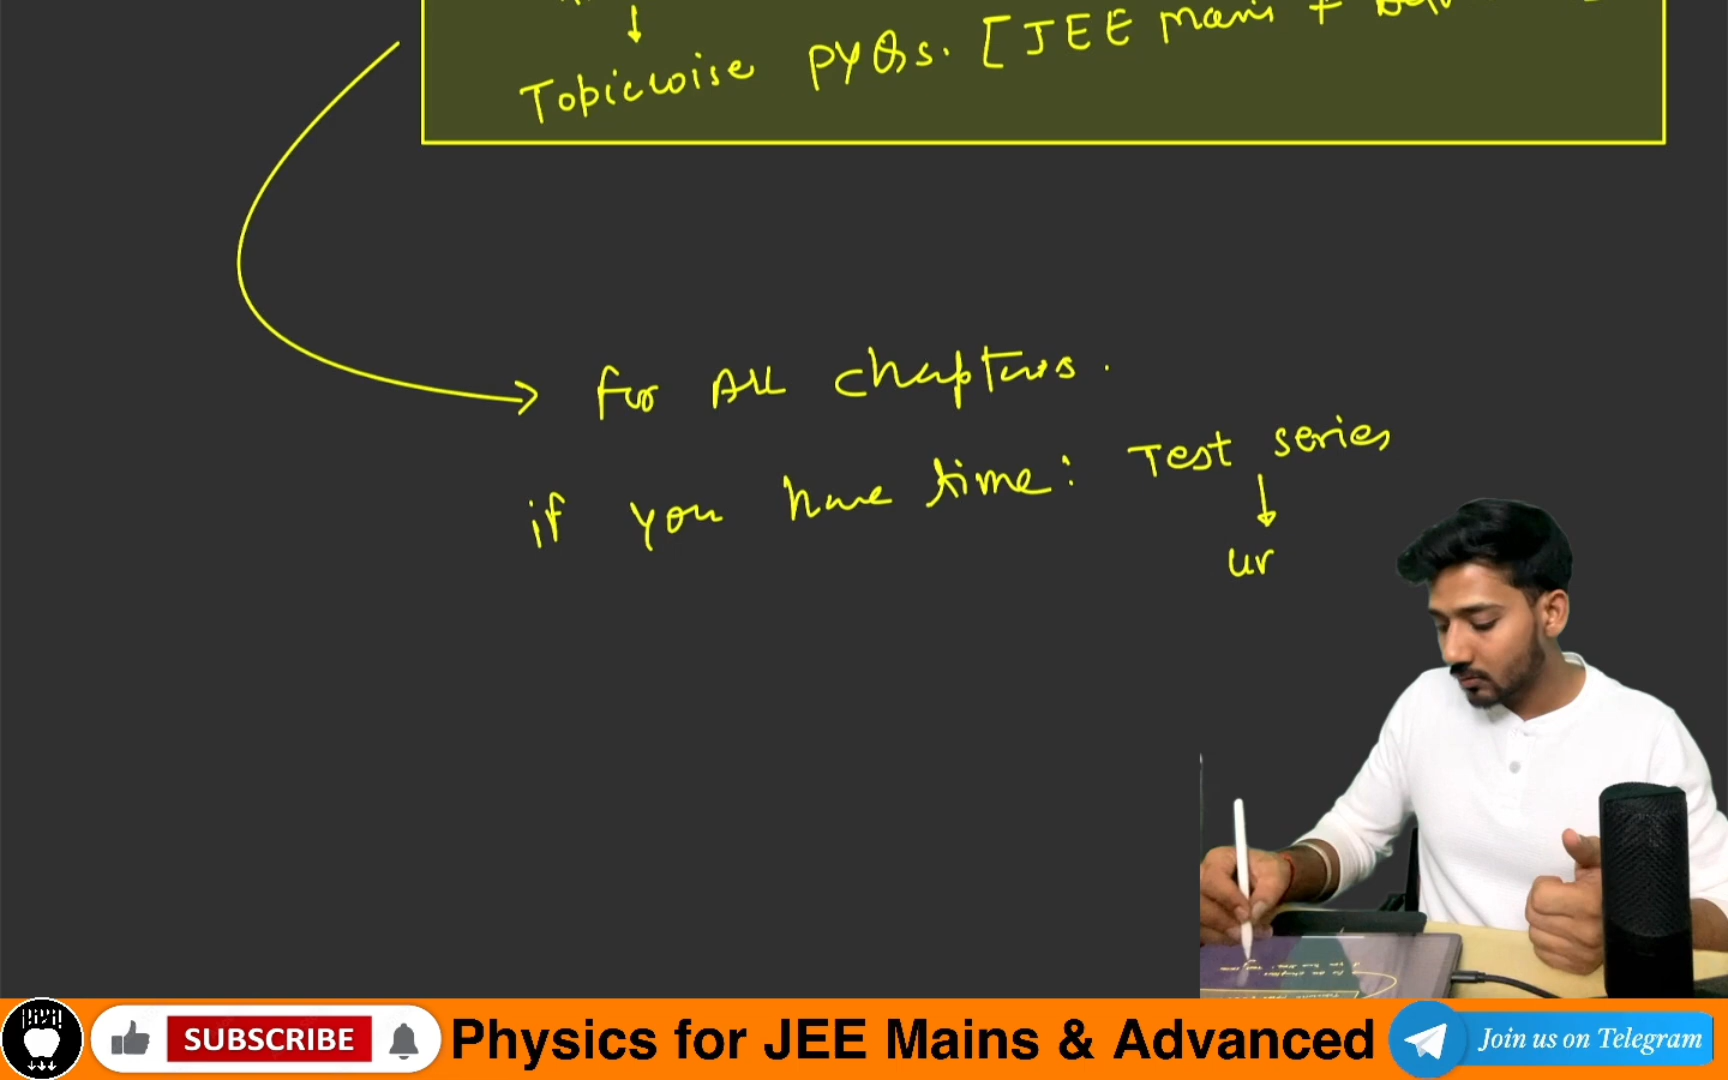 Topicwise PYQs. [JEE Mains +
for All chapters.
if you have time: Test series
ur
SUBSCRIBE
Physics for JEE Mains & Advanced
Join us on Telegram